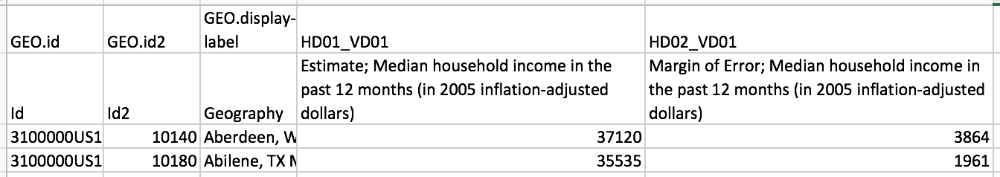 GEO.id GEO.id2 GEO.display-label HD01_VD01 HD02_VD01
Id Id2 Geography Estimate; Median household income in the past 12 months (in 2005 inflation-adjusted dollars) Margin of Error; Median household income in the past 12 months (in 2005 inflation-adjusted dollars)
3100000US1 10140 Aberdeen, W 37120 3864
3100000US1 10180 Abilene, TX 35535 1961